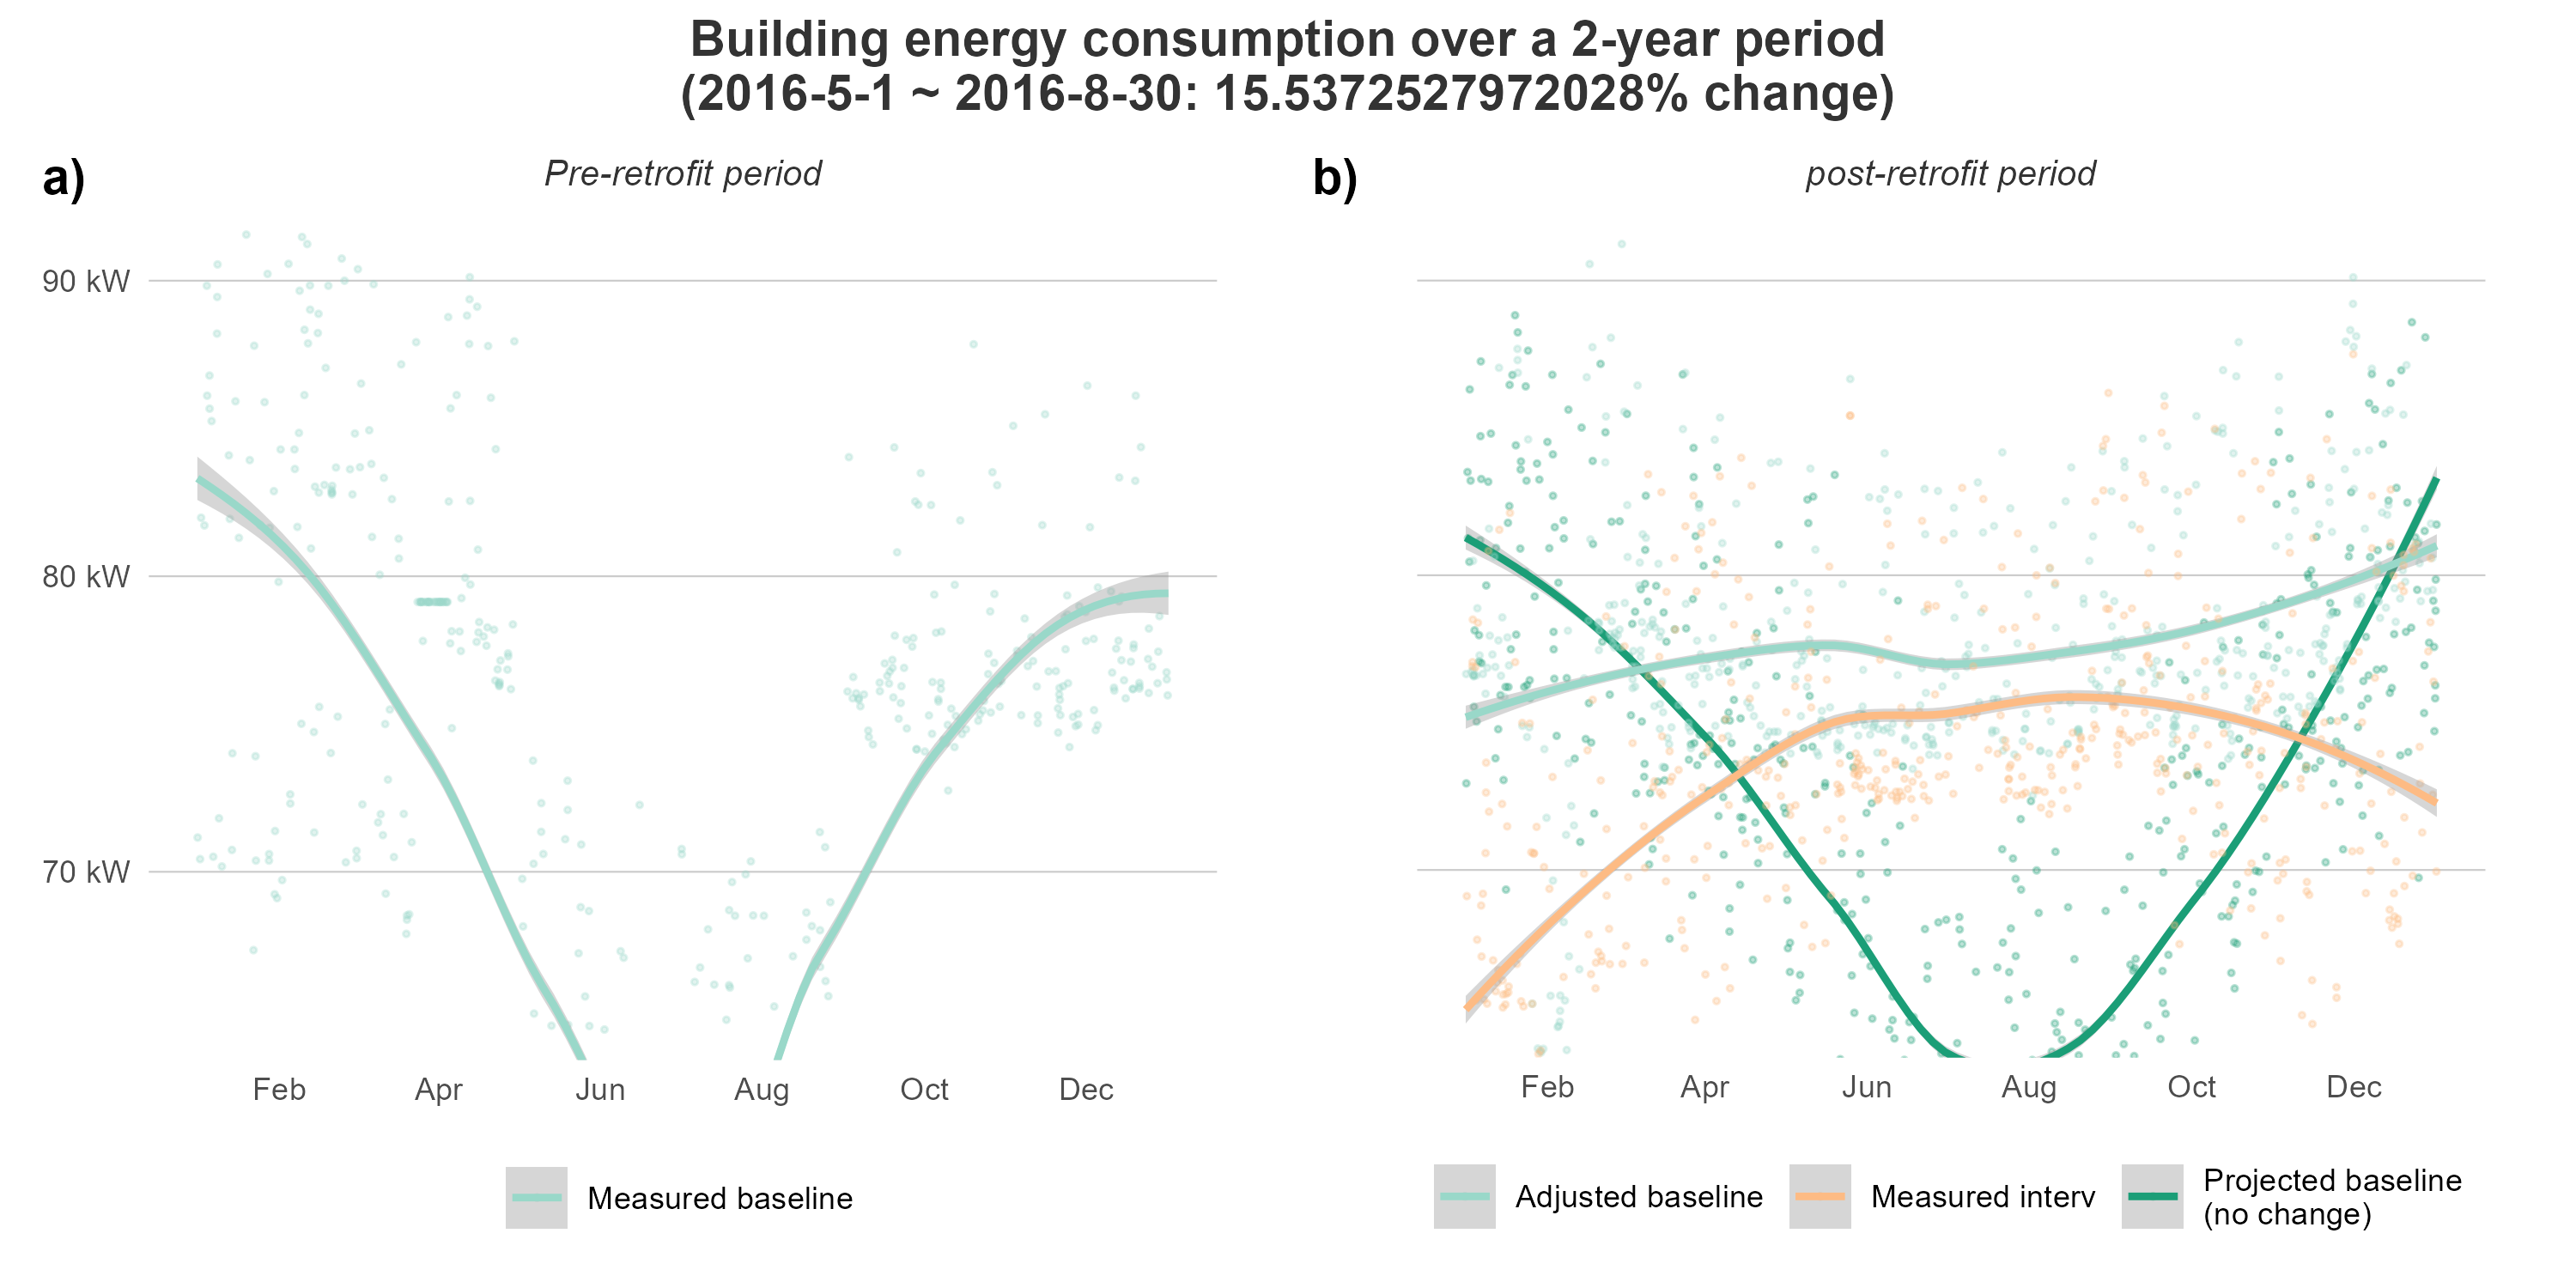 Building energy consumption over a 2-year period
(2016-5-1 ~ 2016-8-30: 15.5372527972028% change)
a)
Pre-retrofit period
90 kW
80 kW
70 kW
Feb Apr Jun Aug Oct Dec
Measured baseline
b)
post-retrofit period
Feb Apr Jun Aug Oct Dec
Adjusted baseline
Measured interv
Projected baseline
(no change)